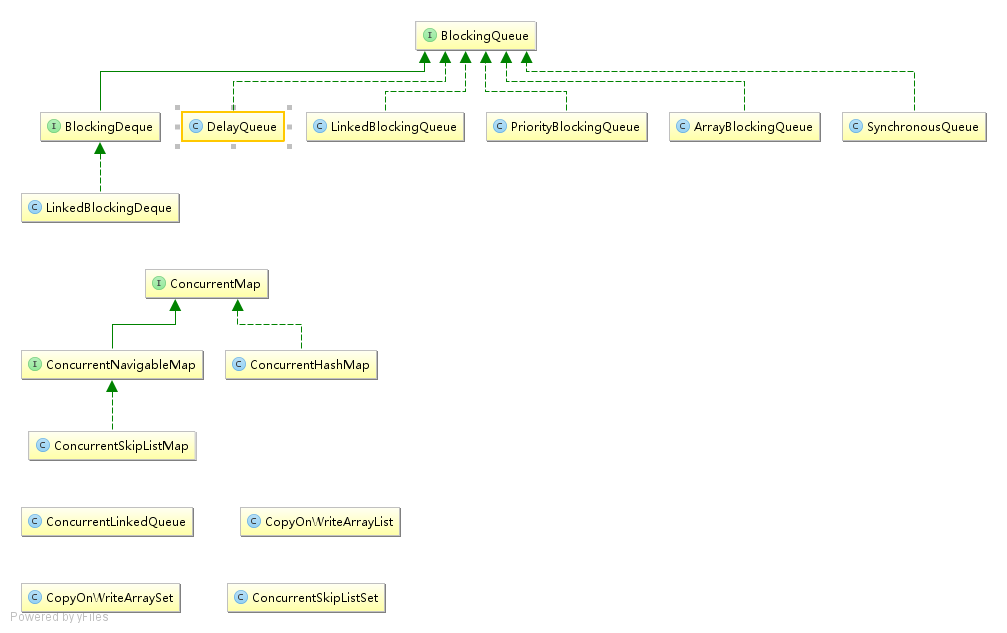 I BlockingQueue
I BlockingDeque C DelayQueue C LinkedBlockingQueue C PriorityBlockingQueue C ArrayBlockingQueue C SynchronousQueue
C LinkedBlockingDeque
I ConcurrentMap
I ConcurrentNavigableMap C ConcurrentHashMap
C ConcurrentSkipListMap
C ConcurrentLinkedQueue C CopyOnWriteArrayList
C CopyOnWriteArraySet C ConcurrentSkipListSet
Powered by yFiles